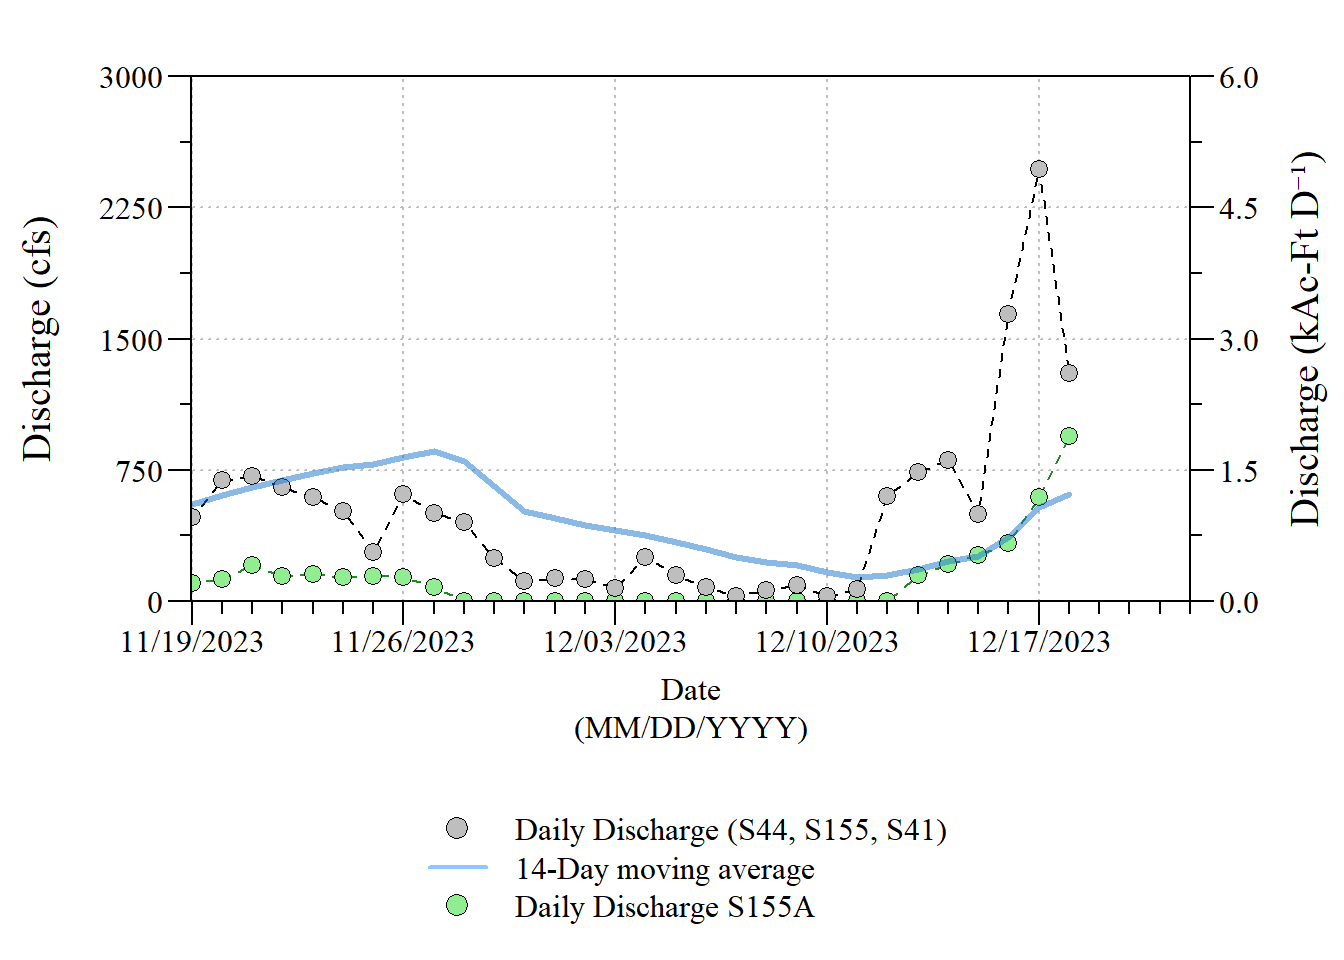 3000
2250
1500
750
0
Discharge (cfs)
6.0
4.5
3.0
1.5
0.0
Discharge (kAc-Ft D⁻¹)
11/19/2023
11/26/2023
12/03/2023
12/10/2023
12/17/2023
Date
(MM/DD/YYYY)
Daily Discharge (S44, S155, S41)
14-Day moving average
Daily Discharge S155A